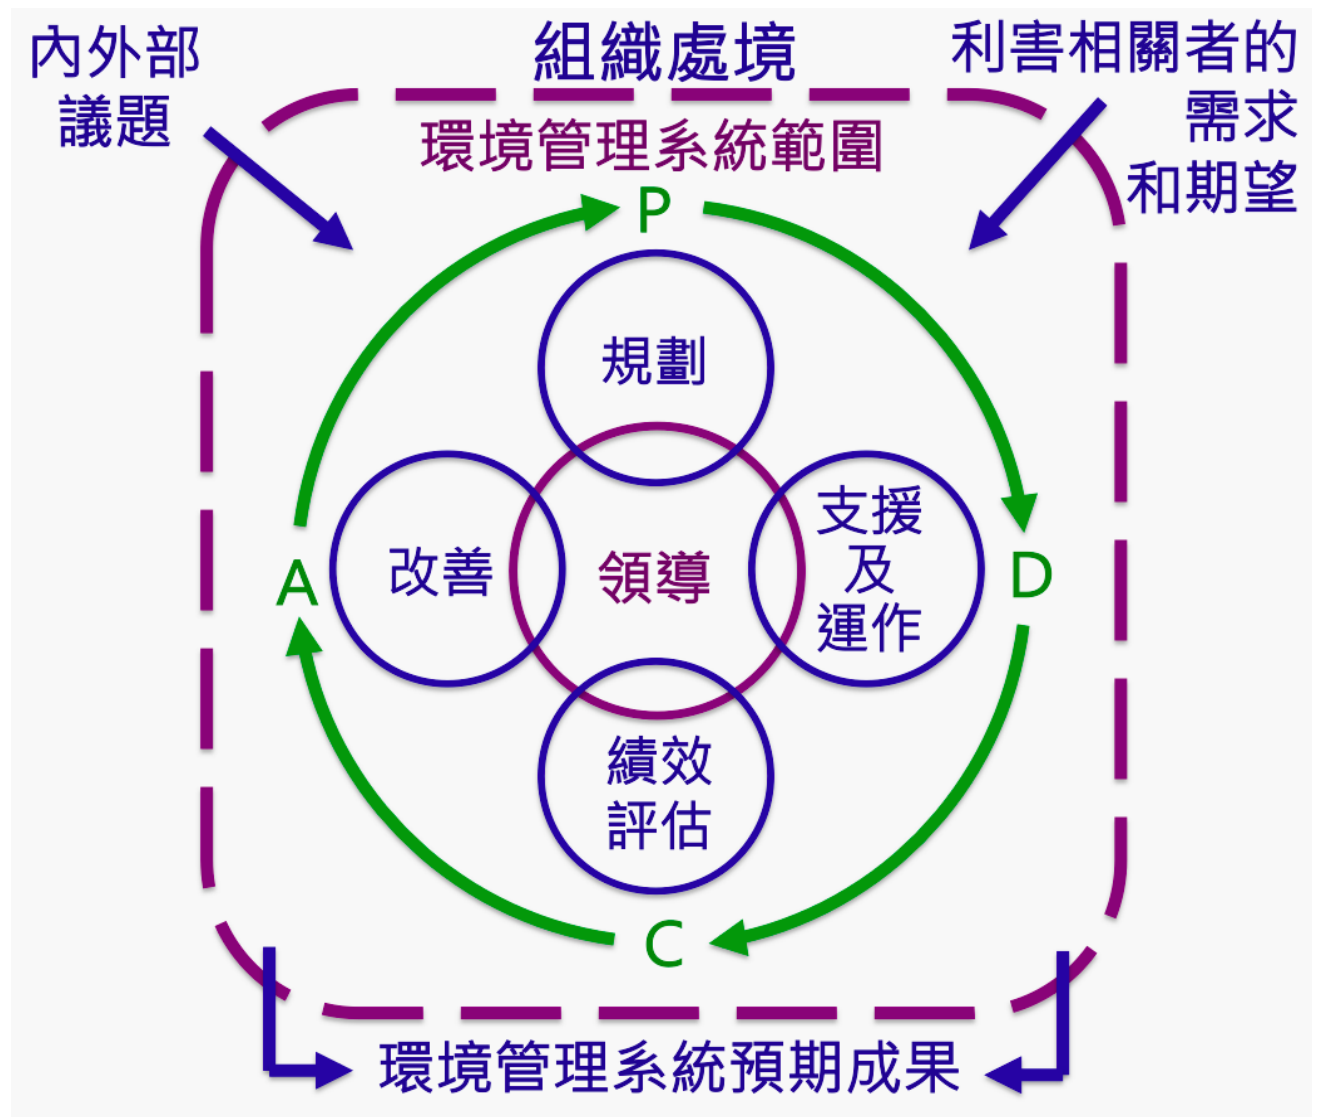 內外部
議題
組織處境
利害相關者的
需求
和期望
環境管理系統範圍
P
規劃
改善
領導
支援
及
運作
A
D
績效
評估
C
環境管理系統預期成果